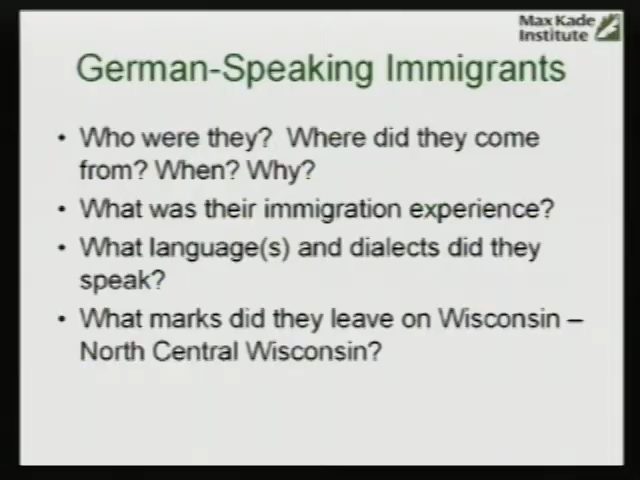 Max Kade
Institute
German-Speaking Immigrants
• Who were they?  Where did they come
from? When? Why?
• What was their immigration experience?
• What language(s) and dialects did they
speak?
• What marks did they leave on Wisconsin –
North Central Wisconsin?